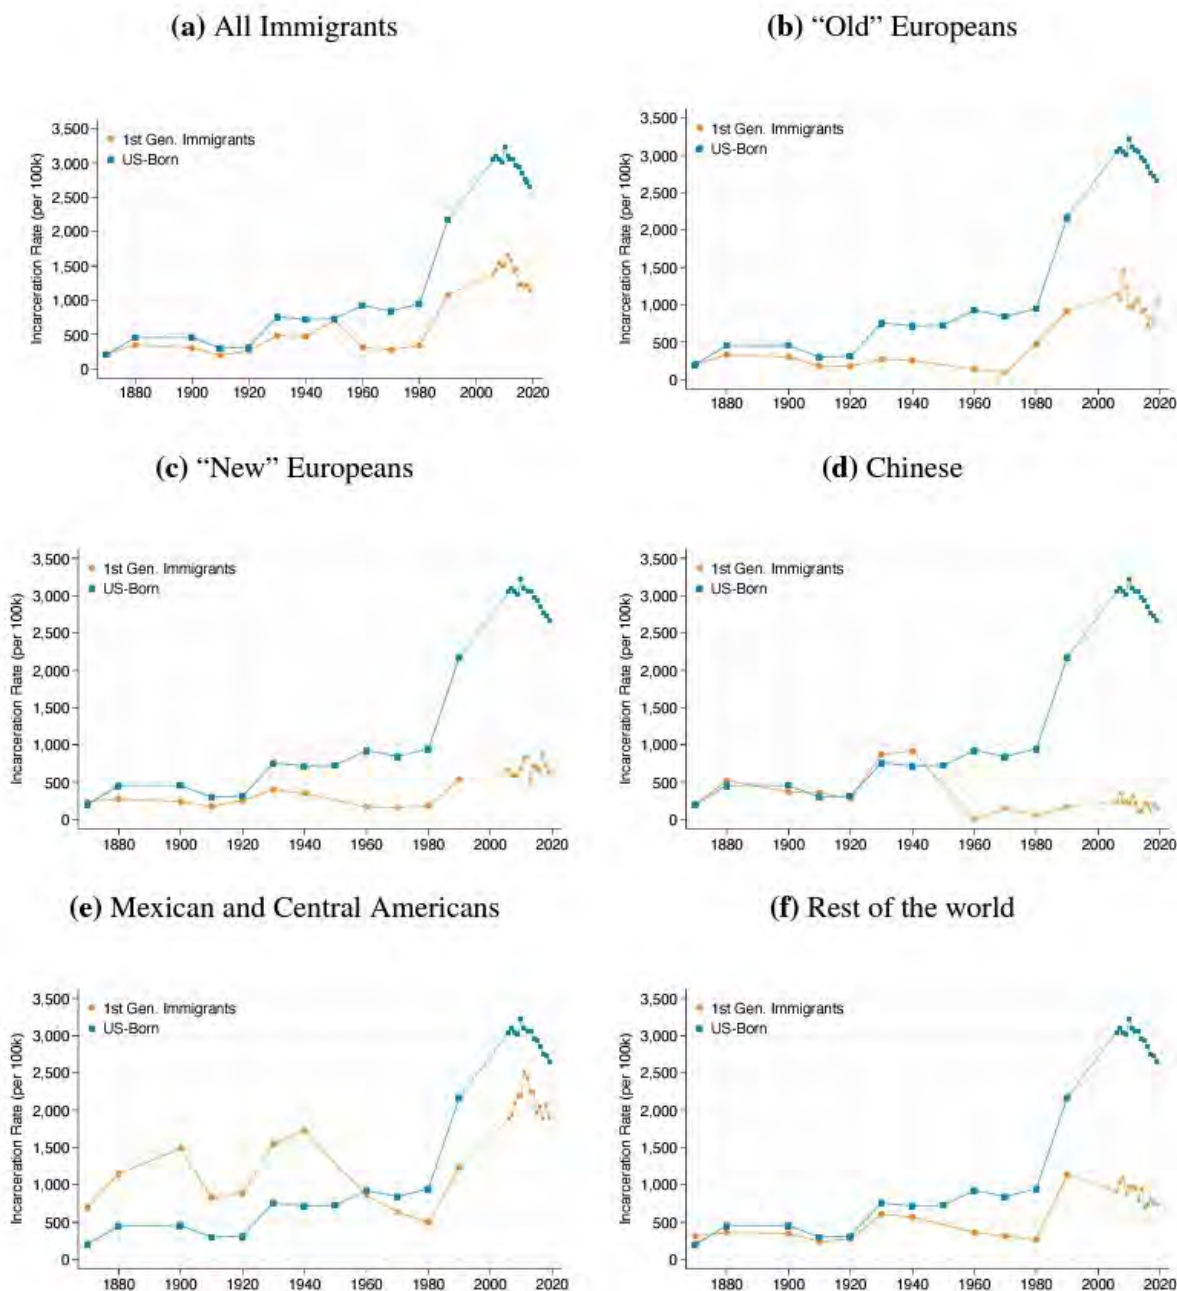 (a) All Immigrants
(b) “Old” Europeans
Incarceration Rate (per 100k)
3,500
3,000
2,500
2,000
1,500
1,000
500
0
1st Gen. Immigrants
US-Born
1880 1900 1920 1940 1960 1980 2000 2020
Incarceration Rate (per 100k)
3,500
3,000
2,500
2,000
1,500
1,000
500
0
1st Gen. Immigrants
US-Born
1880 1900 1920 1940 1960 1980 2000 2020
(c) “New” Europeans
(d) Chinese
Incarceration Rate (per 100k)
3,500
3,000
2,500
2,000
1,500
1,000
500
0
1st Gen. Immigrants
US-Born
1880 1900 1920 1940 1960 1980 2000 2020
Incarceration Rate (per 100k)
3,500
3,000
2,500
2,000
1,500
1,000
500
0
1st Gen. Immigrants
US-Born
1880 1900 1920 1940 1960 1980 2000 2020
(e) Mexican and Central Americans
(f) Rest of the world
Incarceration Rate (per 100k)
3,500
3,000
2,500
2,000
1,500
1,000
500
0
1st Gen. Immigrants
US-Born
1880 1900 1920 1940 1960 1980 2000 2020
Incarceration Rate (per 100k)
3,500
3,000
2,500
2,000
1,500
1,000
500
0
1st Gen. Immigrants
US-Born
1880 1900 1920 1940 1960 1980 2000 2020